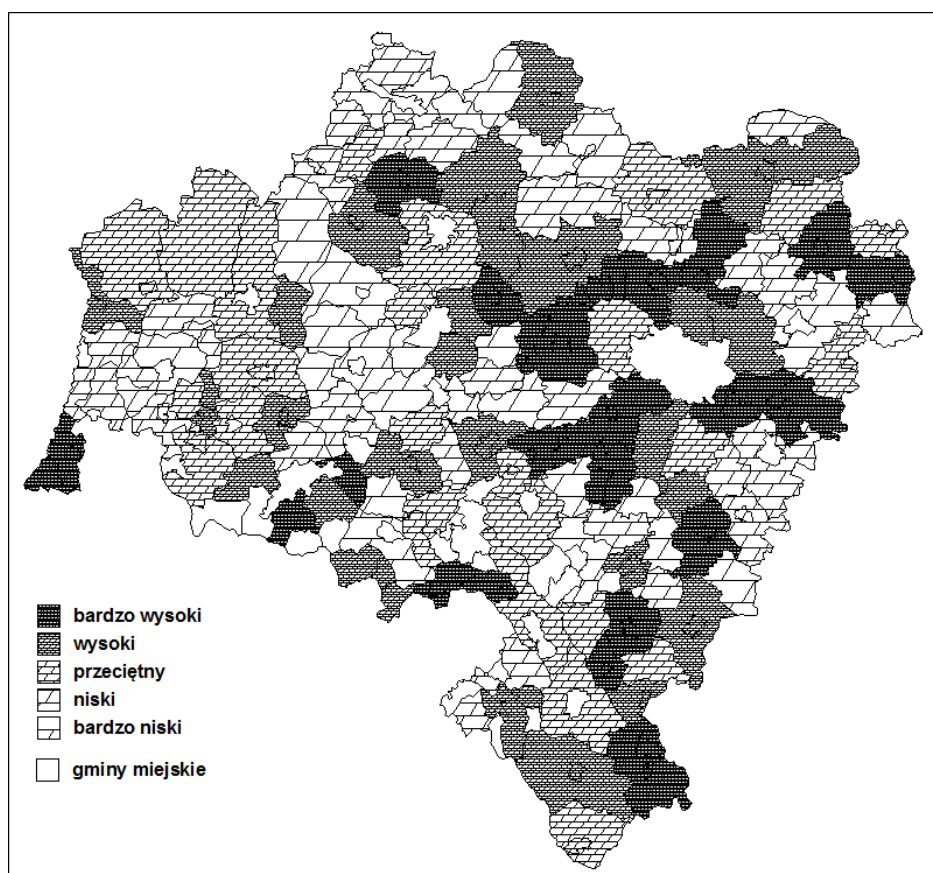 bardzo wysoki
wysoki
przeciętny
niski
bardzo niski
gminy miejskie